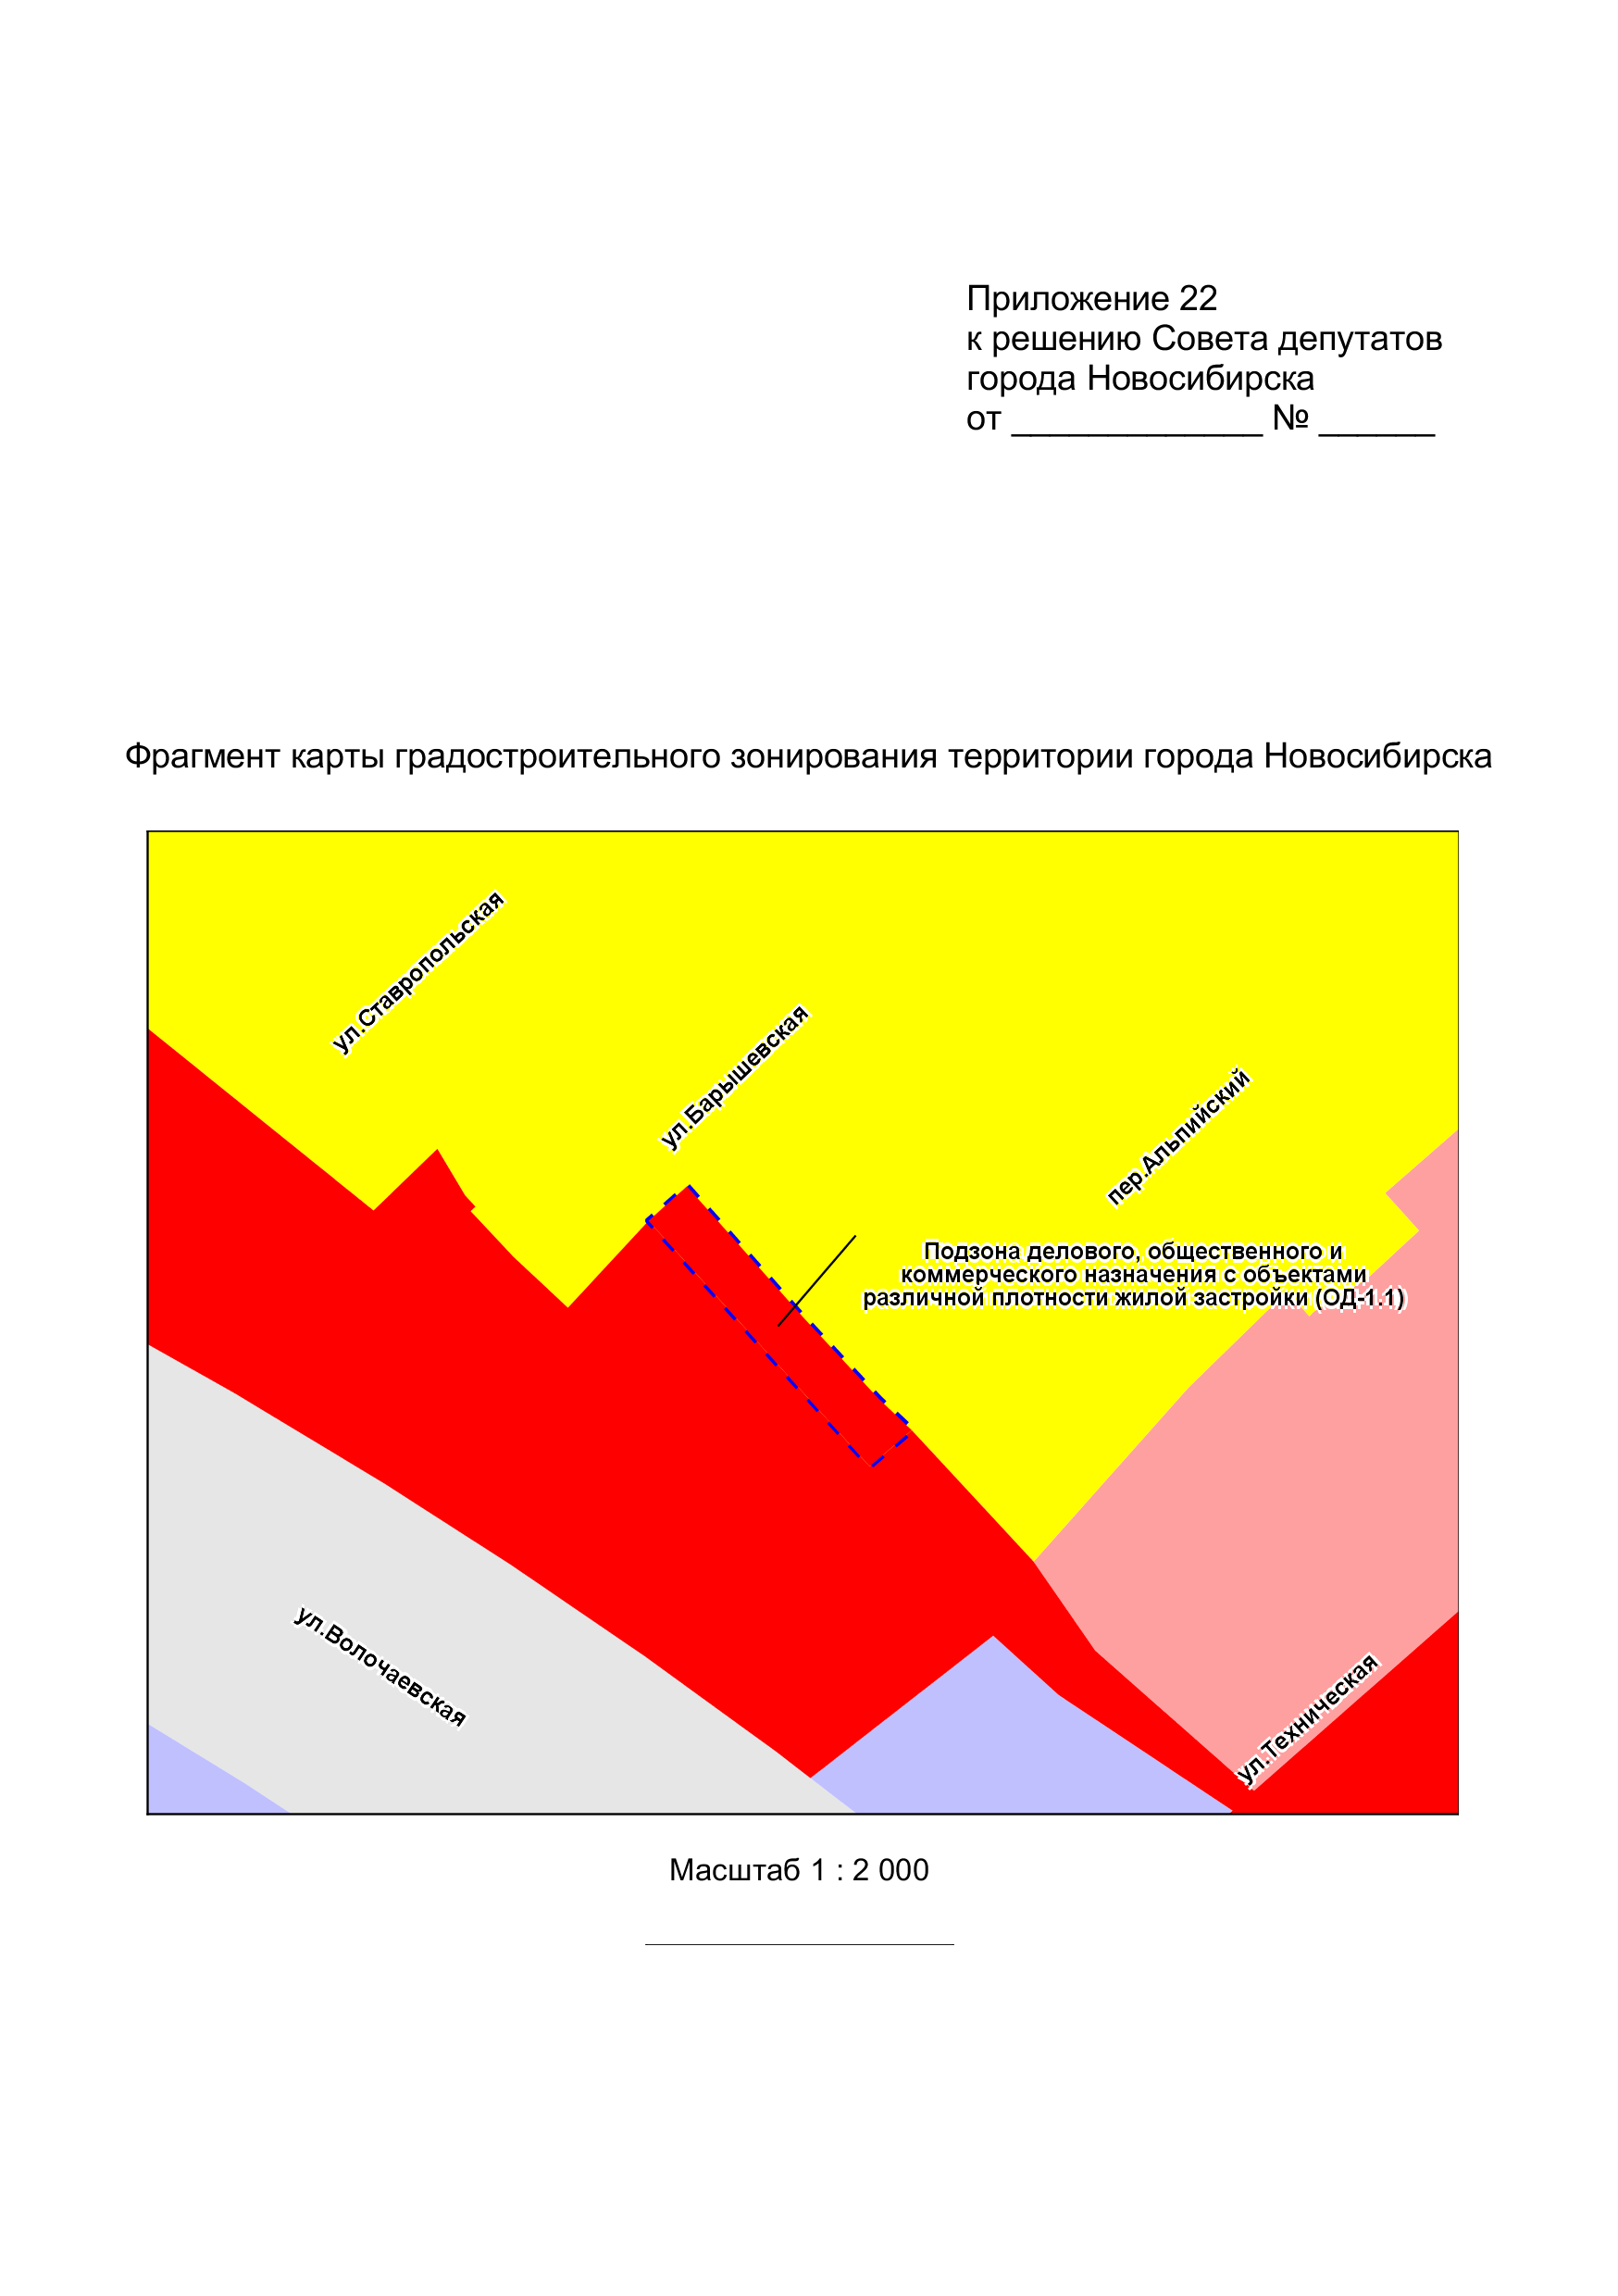 Приложение 22
к решению Совета депутатов
города Новосибирска
от _____________ № ______
Фрагмент карты градостроительного зонирования территории города Новосибирска
ул.Ставропольская
ул.Барышевская
пер.Альпийский
Подзона делового, общественного и
коммерческого назначения с объектами
различной плотности жилой застройки (ОД-1.1)
ул.Волочаевская
ул.Техническая
Масштаб 1 : 2 000